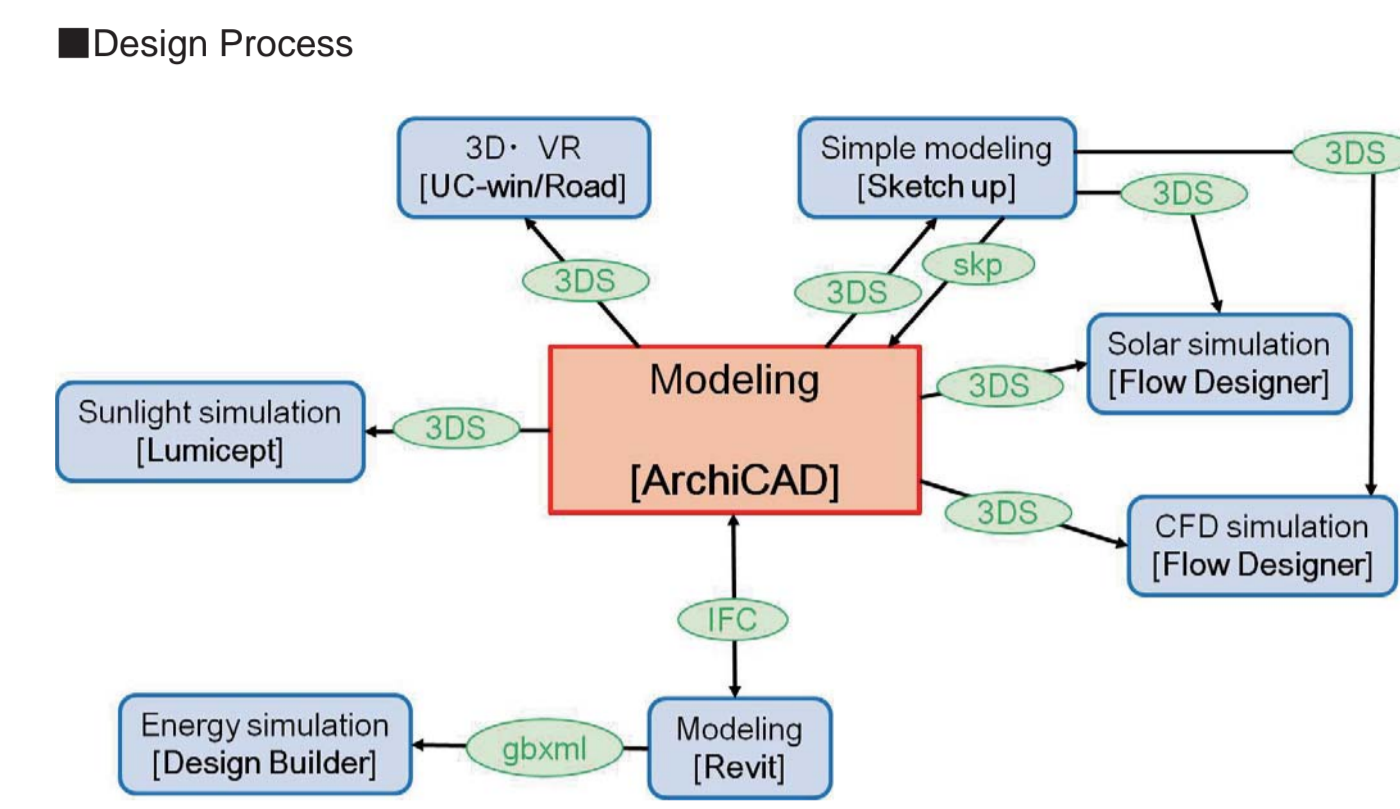 ■Design Process
3D・ VR
[UC-win/Road]
Simple modeling
[Sketch up]
3DS
3DS
skp
3DS
3DS
Solar simulation
[Flow Designer]
Modeling
[ArchiCAD]
3DS
Sunlight simulation
[Lumicept]
3DS
3DS
CFD simulation
[Flow Designer]
IFC
Energy simulation
[Design Builder]
gbxml
Modeling
[Revit]